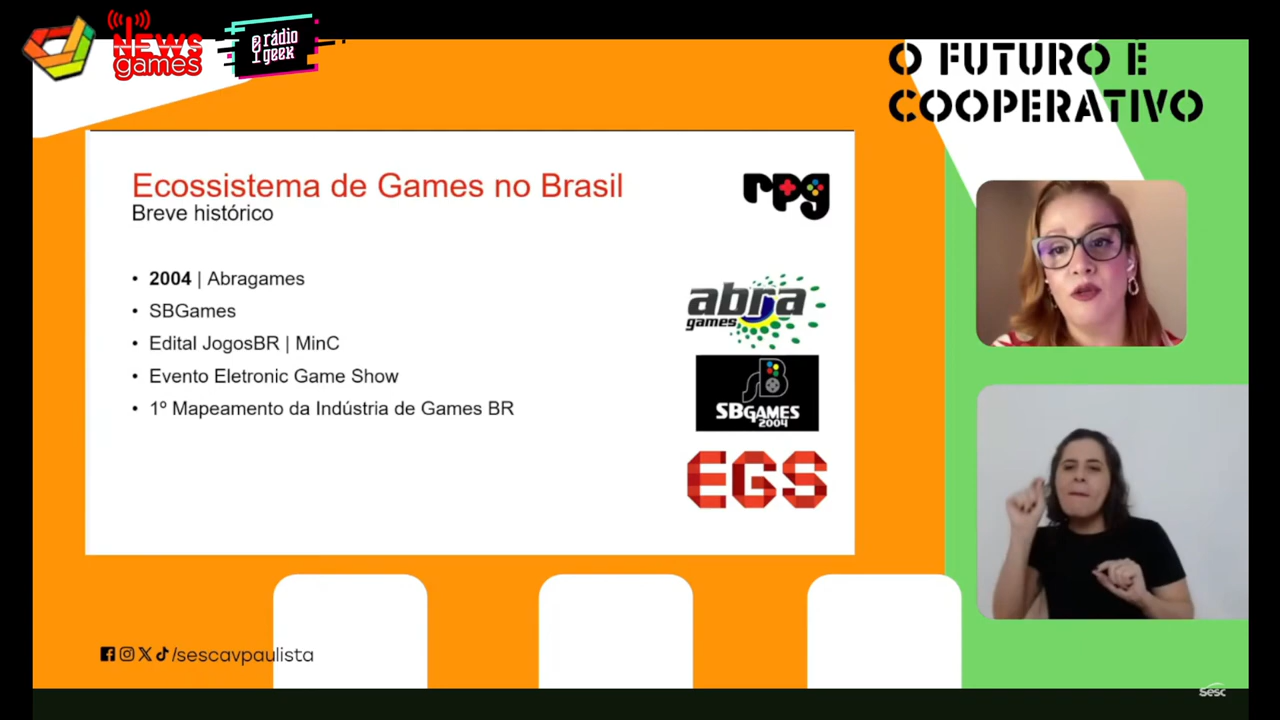 NEWS
games
rádio
geek
O FUTURO É
COOPERATIVO
Ecossistema de Games no Brasil
Breve histórico
rpg
• 2004 | Abragames
• SBGames
• Edital JogosBR | MinC
• Evento Eletronic Game Show
• 1º Mapeamento da Indústria de Games BR
abra
games
SBGAMES
2004
EGS
/sescavpaulista
Sesc